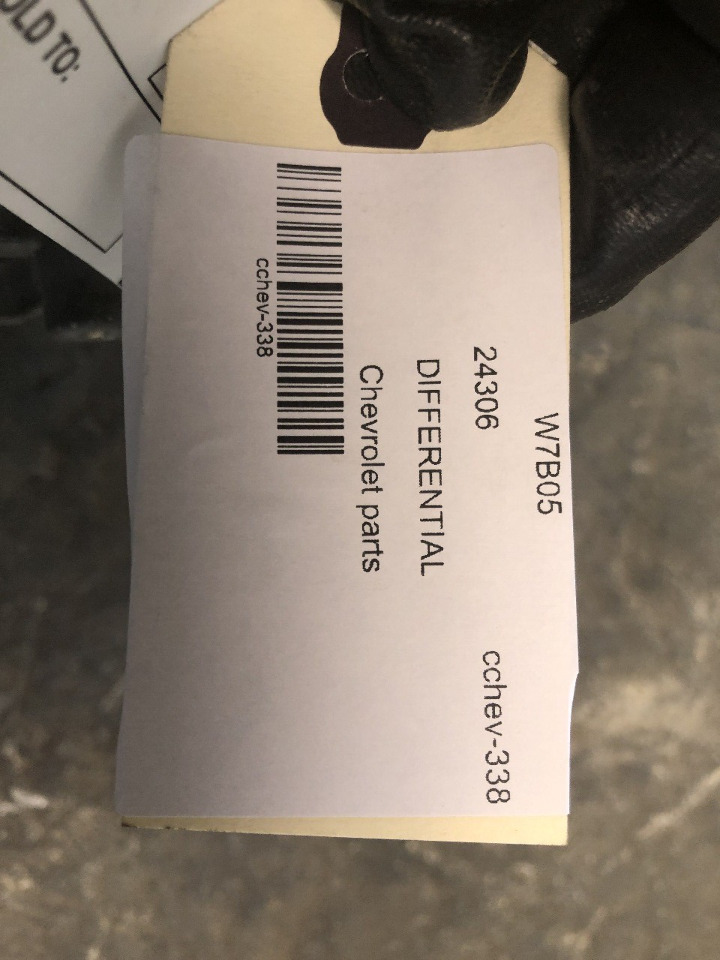 OLD TO:
W7B05
24306 cchev-338
DIFFERENTIAL
Chevrolet parts
cchev-338